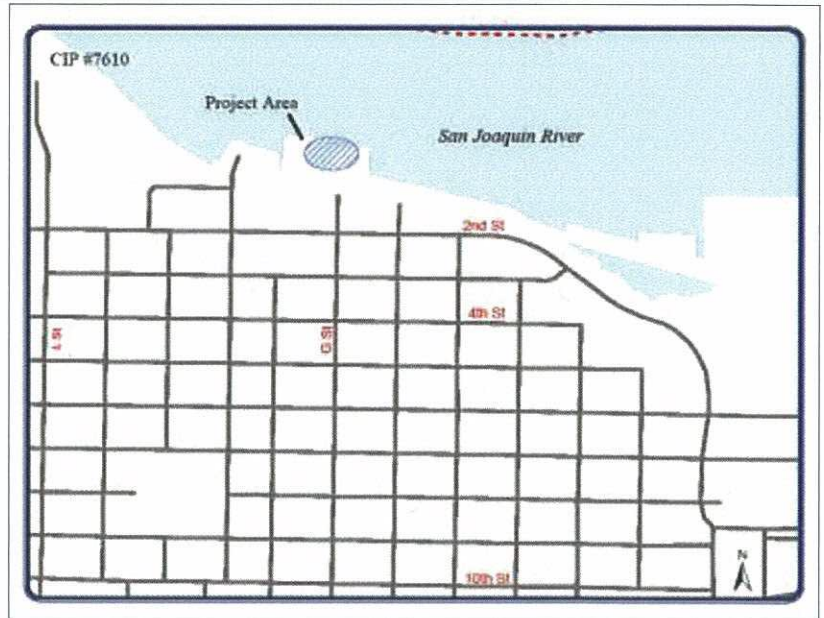 CIP #7610
Project Area
San Joaquin River
2nd St
4th St
G St
10th St
N